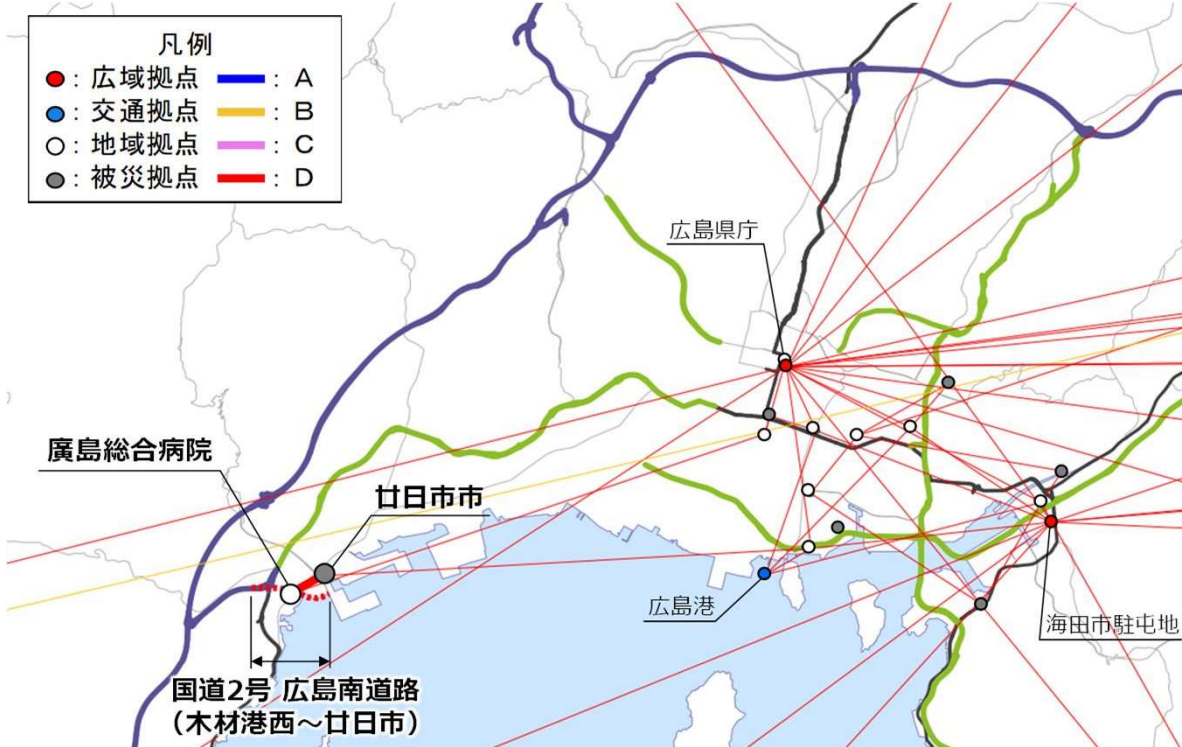 凡例
：広域拠点 ：A
：交通拠点 ：B
：地域拠点 ：C
：被災拠点 ：D
広島県庁
廣島総合病院
廿日市市
広島港
海田市駐屯地
国道2号 広島南道路
（木材港西～廿日市）